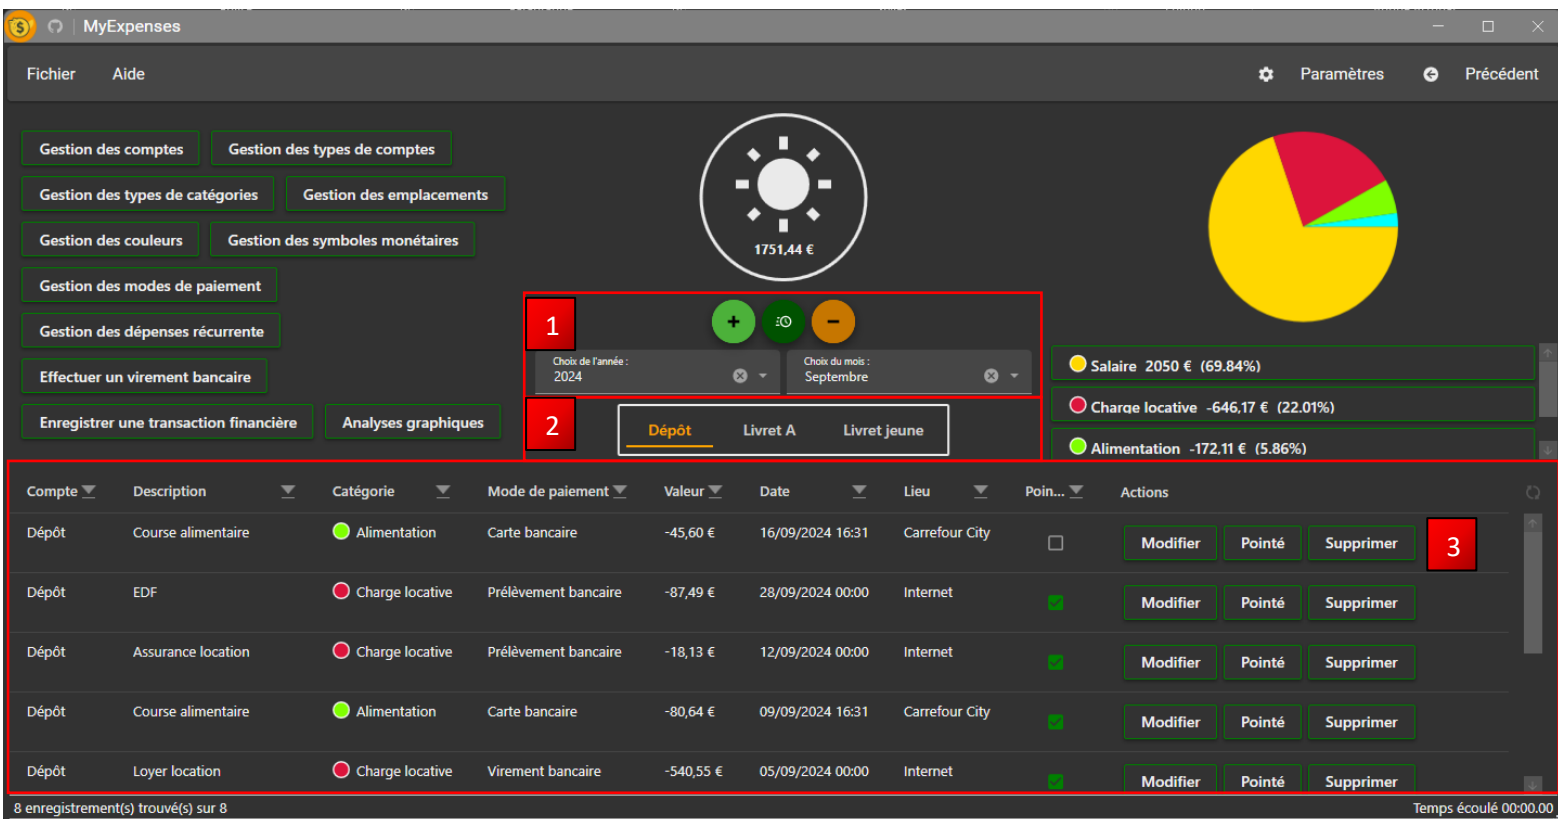 MyExpenses
Fichier Aide Paramètres Précédent
Gestion des comptes Gestion des types de comptes
Gestion des types de catégories Gestion des emplacements
Gestion des couleurs Gestion des symboles monétaires
Gestion des modes de paiement
Gestion des dépenses récurrente
Effectuer un virement bancaire
Enregistrer une transaction financière Analyses graphiques
1751,44 €
1
Choix de l'année : Choix du mois :
2024 Septembre
2
Dépôt Livret A Livret jeune
Salaire 2050 € (69.84%)
Charge locative -646,17 € (22.01%)
Alimentation -172,11 € (5.86%)
Compte Description Catégorie Mode de paiement Valeur Date Lieu Poin... Actions
Dépôt Course alimentaire Alimentation Carte bancaire -45,60 € 16/09/2024 16:31 Carrefour City Modifier Pointé Supprimer 3
Dépôt EDF Charge locative Prélèvement bancaire -87,49 € 28/09/2024 00:00 Internet Modifier Pointé Supprimer
Dépôt Assurance location Charge locative Prélèvement bancaire -18,13 € 12/09/2024 00:00 Internet Modifier Pointé Supprimer
Dépôt Course alimentaire Alimentation Carte bancaire -80,64 € 09/09/2024 16:31 Carrefour City Modifier Pointé Supprimer
Dépôt Loyer location Charge locative Virement bancaire -540,55 € 05/09/2024 00:00 Internet Modifier Pointé Supprimer
8 enregistrement(s) trouvé(s) sur 8 Temps écoulé 00:00.00